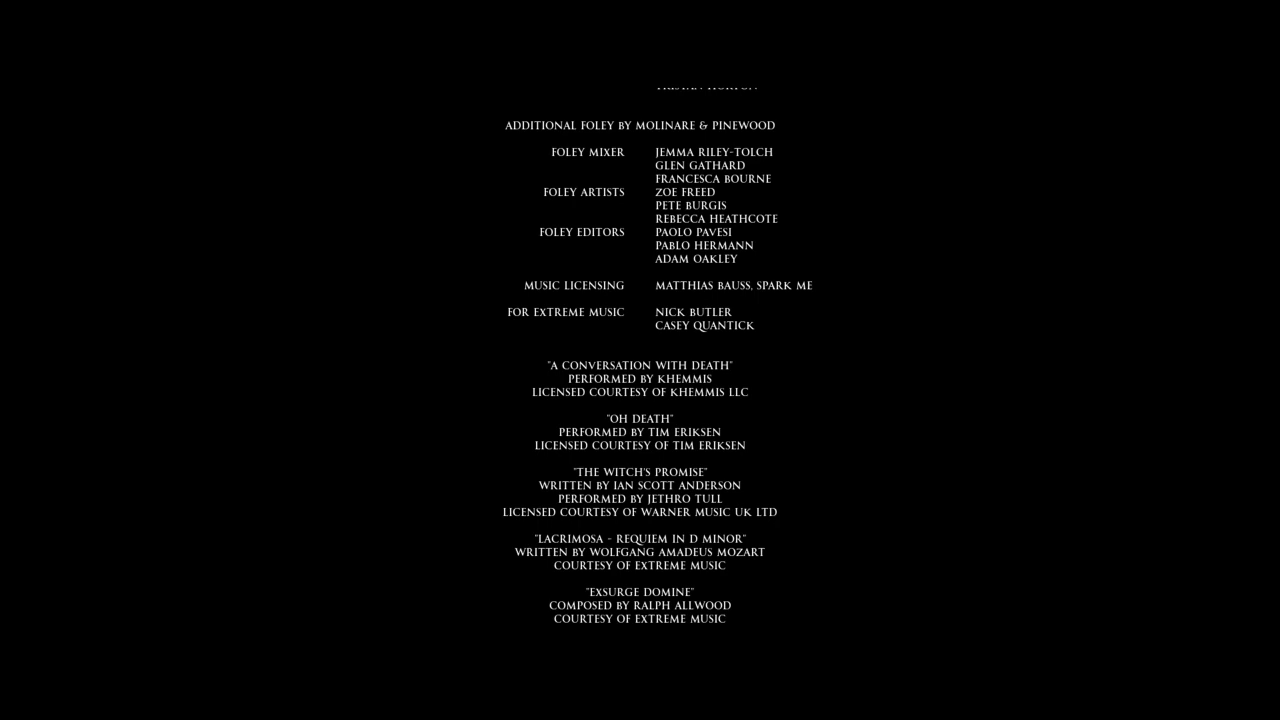 ADDITIONAL FOLEY BY MOLINARE & PINEWOOD
FOLEY MIXER JEMMA RILEY-TOLCH
GLEN GATHARD
FRANCESCA BOURNE
FOLEY ARTISTS ZOE FREED
PETE BURGIS
REBECCA HEATHCOTE
FOLEY EDITORS PAOLO PAVESI
PABLO HERMANN
ADAM OAKLEY
MUSIC LICENSING MATTHIAS BAUSS, SPARK ME
FOR EXTREME MUSIC NICK BUTLER
CASEY QUANTICK
"A CONVERSATION WITH DEATH"
PERFORMED BY KHEMMIS
LICENSED COURTESY OF KHEMMIS LLC
"OH DEATH"
PERFORMED BY TIM ERIKSEN
LICENSED COURTESY OF TIM ERIKSEN
"THE WITCH'S PROMISE"
WRITTEN BY IAN SCOTT ANDERSON
PERFORMED BY JETHRO TULL
LICENSED COURTESY OF WARNER MUSIC UK LTD
"LACRIMOSA - REQUIEM IN D MINOR"
WRITTEN BY WOLFGANG AMADEUS MOZART
COURTESY OF EXTREME MUSIC
"EXSURGE DOMINE"
COMPOSED BY RALPH ALLWOOD
COURTESY OF EXTREME MUSIC